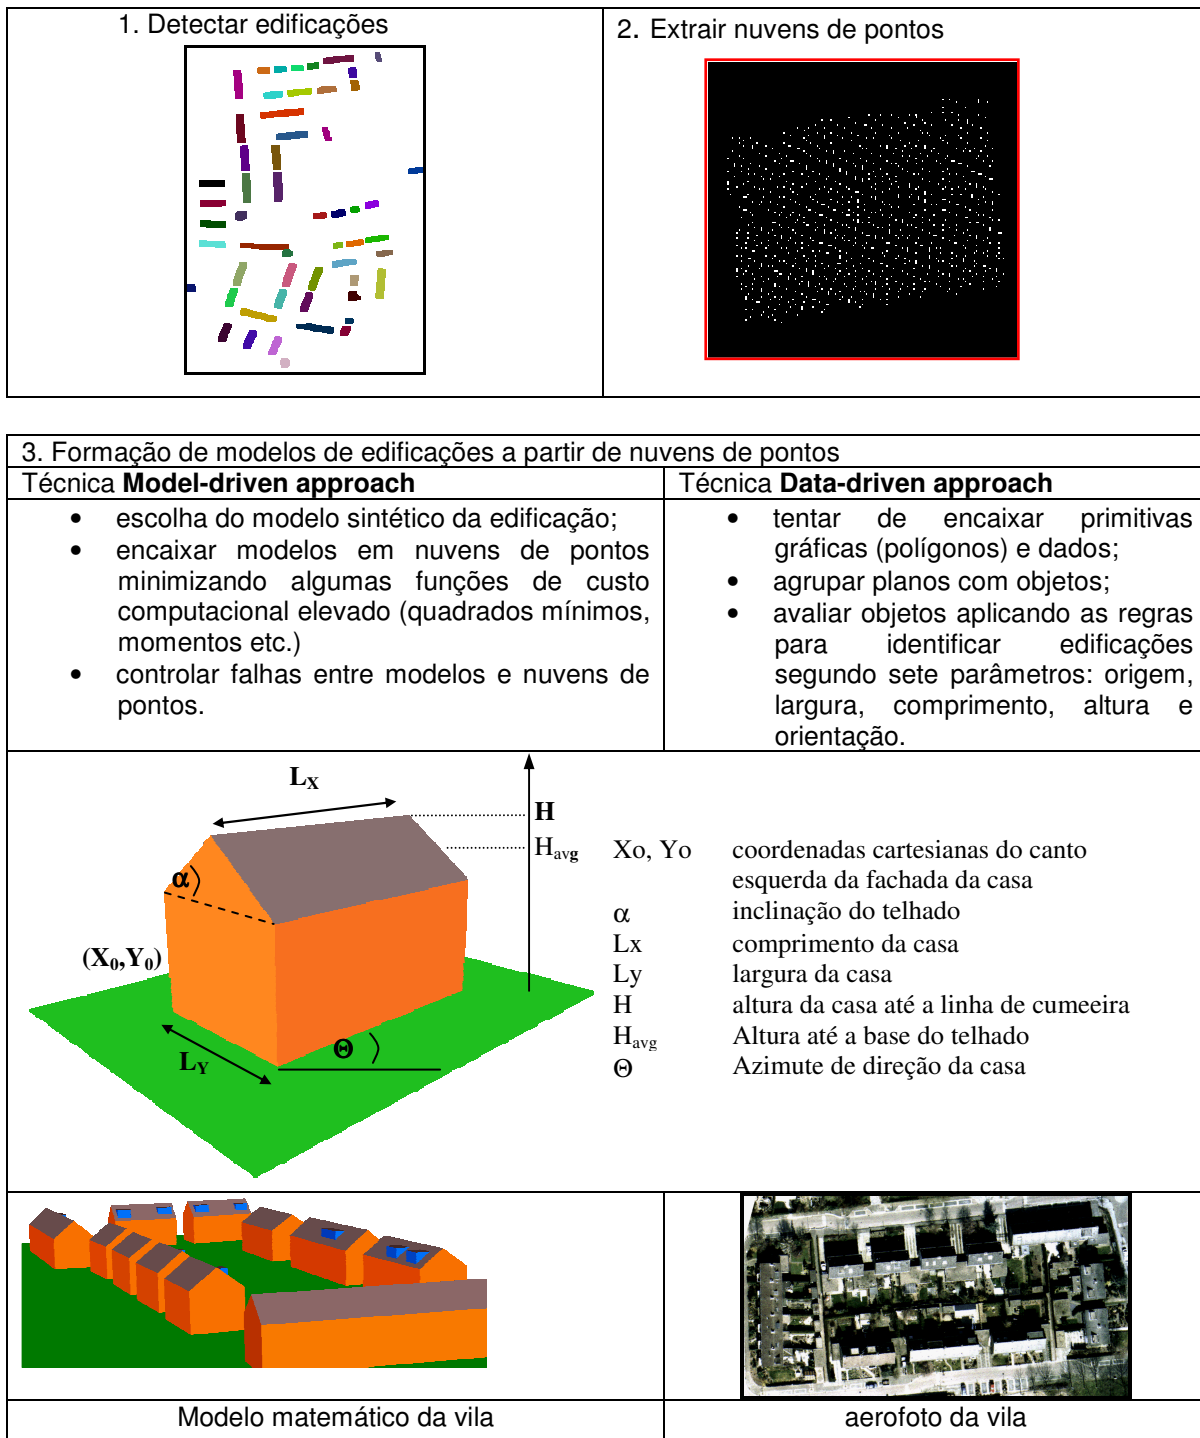 1. Detectar edificações
2. Extrair nuvens de pontos
3. Formação de modelos de edificações a partir de nuvens de pontos
Técnica Model-driven approach
• escolha do modelo sintético da edificação;
• encaixar modelos em nuvens de pontos
minimizando algumas funções de custo
computacional elevado (quadrados mínimos,
momentos etc.)
• controlar falhas entre modelos e nuvens de
pontos.
Técnica Data-driven approach
• tentar de encaixar primitivas
gráficas (polígonos) e dados;
• agrupar planos com objetos;
• avaliar objetos aplicando as regras
para identificar edificações
segundo sete parâmetros: origem,
largura, comprimento, altura e
orientação.
LX
H
Havg
α
(X0,Y0)
LY
Θ
Xo, Yo coordenadas cartesianas do canto
esquerda da fachada da casa
α inclinação do telhado
Lx comprimento da casa
Ly largura da casa
H altura da casa até a linha de cumeeira
Havg Altura até a base do telhado
Θ Azimute de direção da casa
Modelo matemático da vila
aerofoto da vila